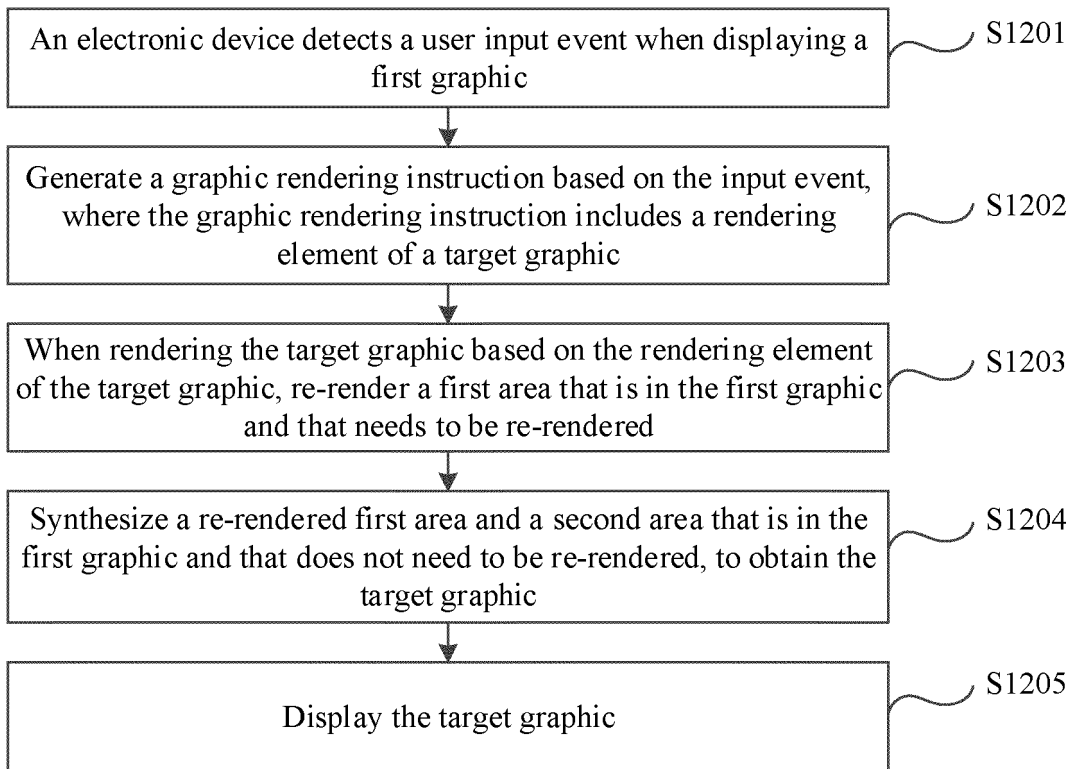 An electronic device detects a user input event when displaying a
first graphic
S1201
Generate a graphic rendering instruction based on the input event,
where the graphic rendering instruction includes a rendering
element of a target graphic
S1202
When rendering the target graphic based on the rendering element
of the target graphic, re-render a first area that is in the first graphic
and that needs to be re-rendered
S1203
Synthesize a re-rendered first area and a second area that is in the
first graphic and that does not need to be re-rendered, to obtain the
target graphic
S1204
Display the target graphic
S1205